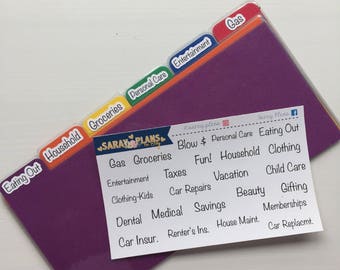 Eating Out
Household
Groceries
Personal Care
Entertainment
Gas
SARAY PLANS
Gas Groceries Blow $ Personal Care Eating Out
Entertainment Taxes Fun! Household Clothing
Clothing-Kids Car Repairs Vacation Child Care
Dental Medical Savings Beauty Gifting
Car Insur. Renter's Ins. House Maint. Memberships
Car Replacmt.